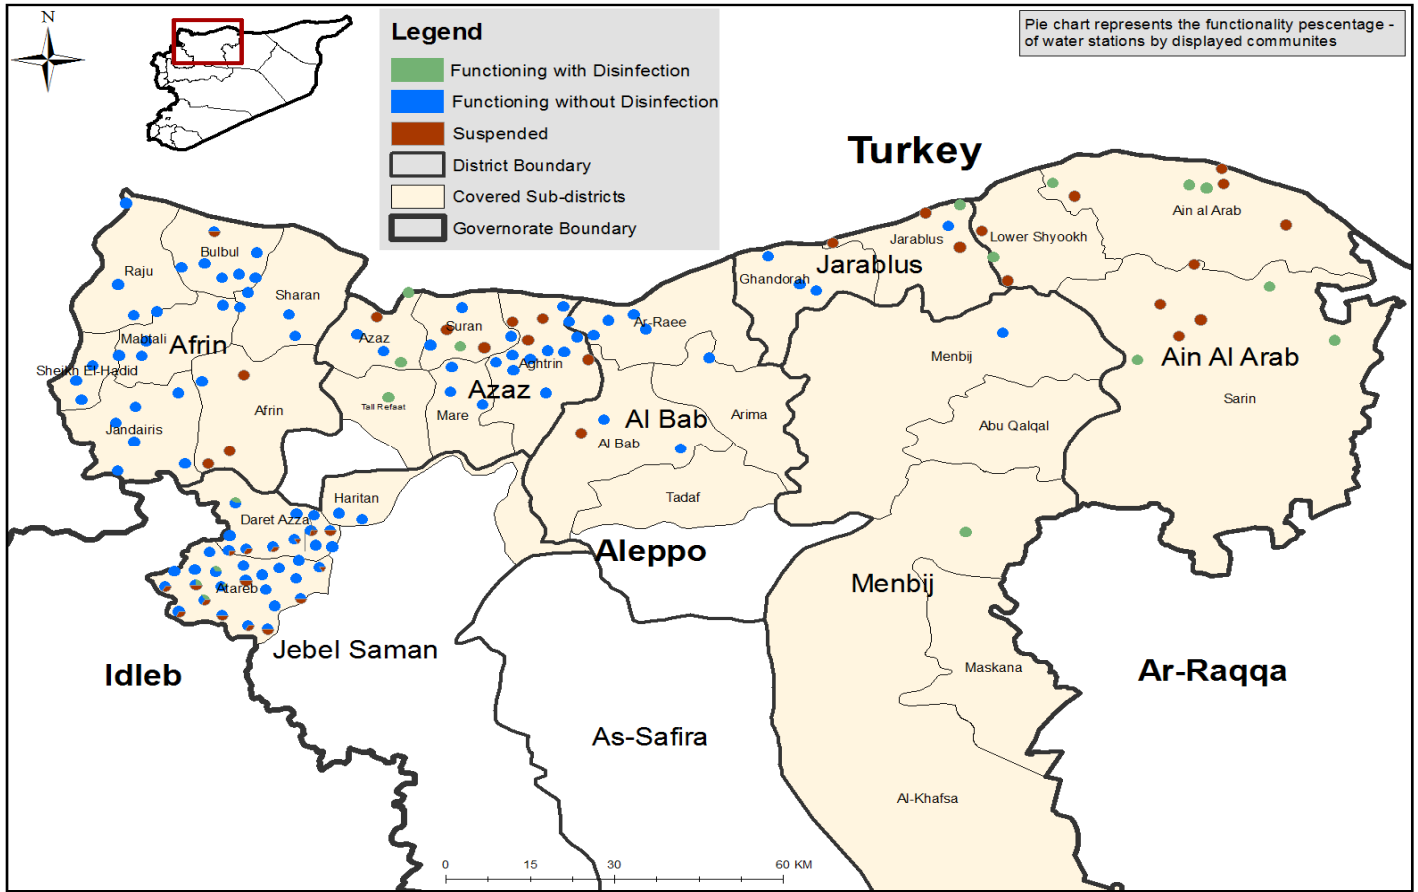 N
Legend
Functioning with Disinfection
Functioning without Disinfection
Suspended
District Boundary
Covered Sub-districts
Governorate Boundary
Pie chart represents the functionality pescentage -
of water stations by displayed communites
Turkey
Ain al Arab
Lower Shyookh
Jarablus
Jarablus
Ghandorah
Bulbul
Raju
Sharan
Mabtali
Afrin
Sheikh El-Hadid
Afrin
Jandairis
Azaz
Suran
Aghtrin
Ar-Raee
Azaz
Tall Refaat
Mare
Al Bab
Al Bab
Arima
Tadaf
Menbij
Abu Qalqal
Ain Al Arab
Sarin
Haritan
Daret Azza
Atareb
Aleppo
Menbij
Jebel Saman
Idleb
Maskana
Ar-Raqqa
As-Safira
Al-Khafsa
0 15 30 60 KM